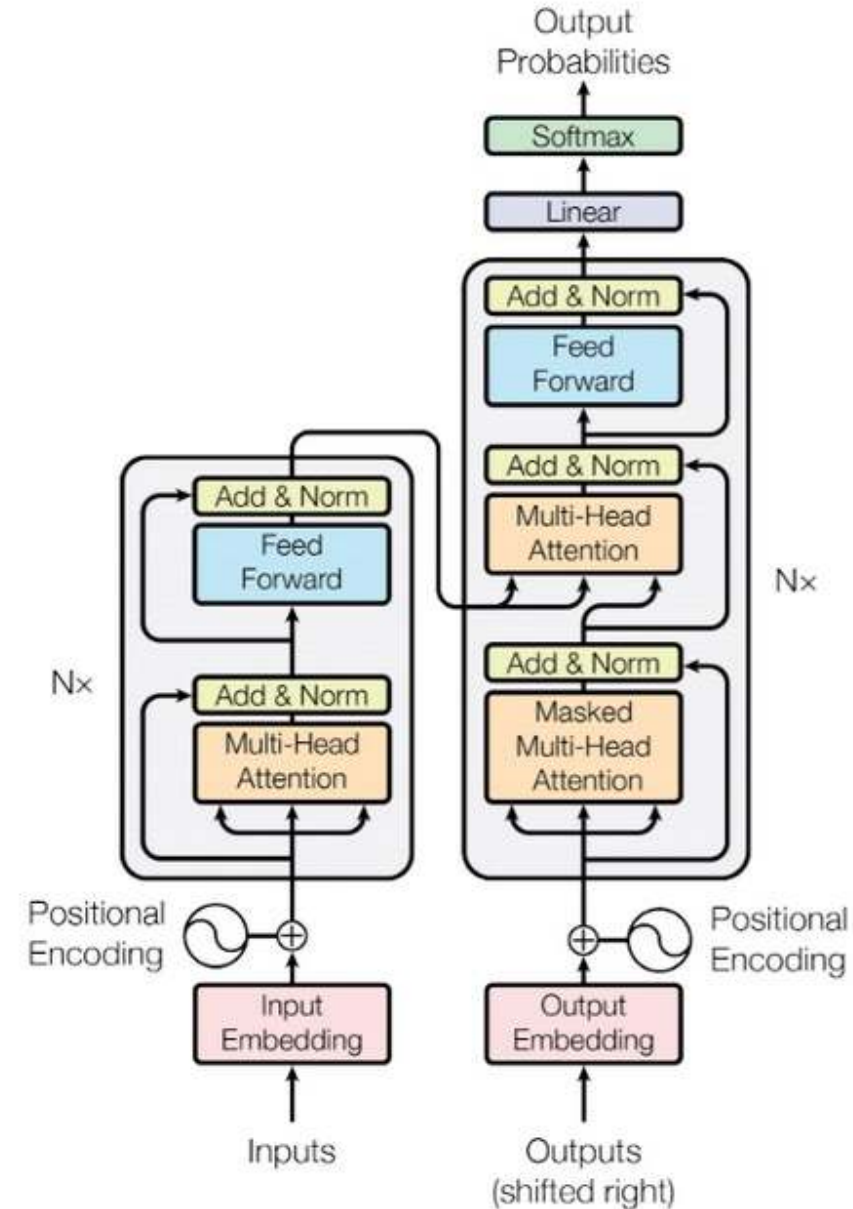 Output
Probabilities
Softmax
Linear
Add & Norm
Feed
Forward
Add & Norm
Multi-Head
Attention
Nx
Add & Norm
Masked
Multi-Head
Attention
Positional
Encoding
Output
Embedding
Outputs
(shifted right)
Add & Norm
Feed
Forward
Nx
Add & Norm
Multi-Head
Attention
Positional
Encoding
Input
Embedding
Inputs